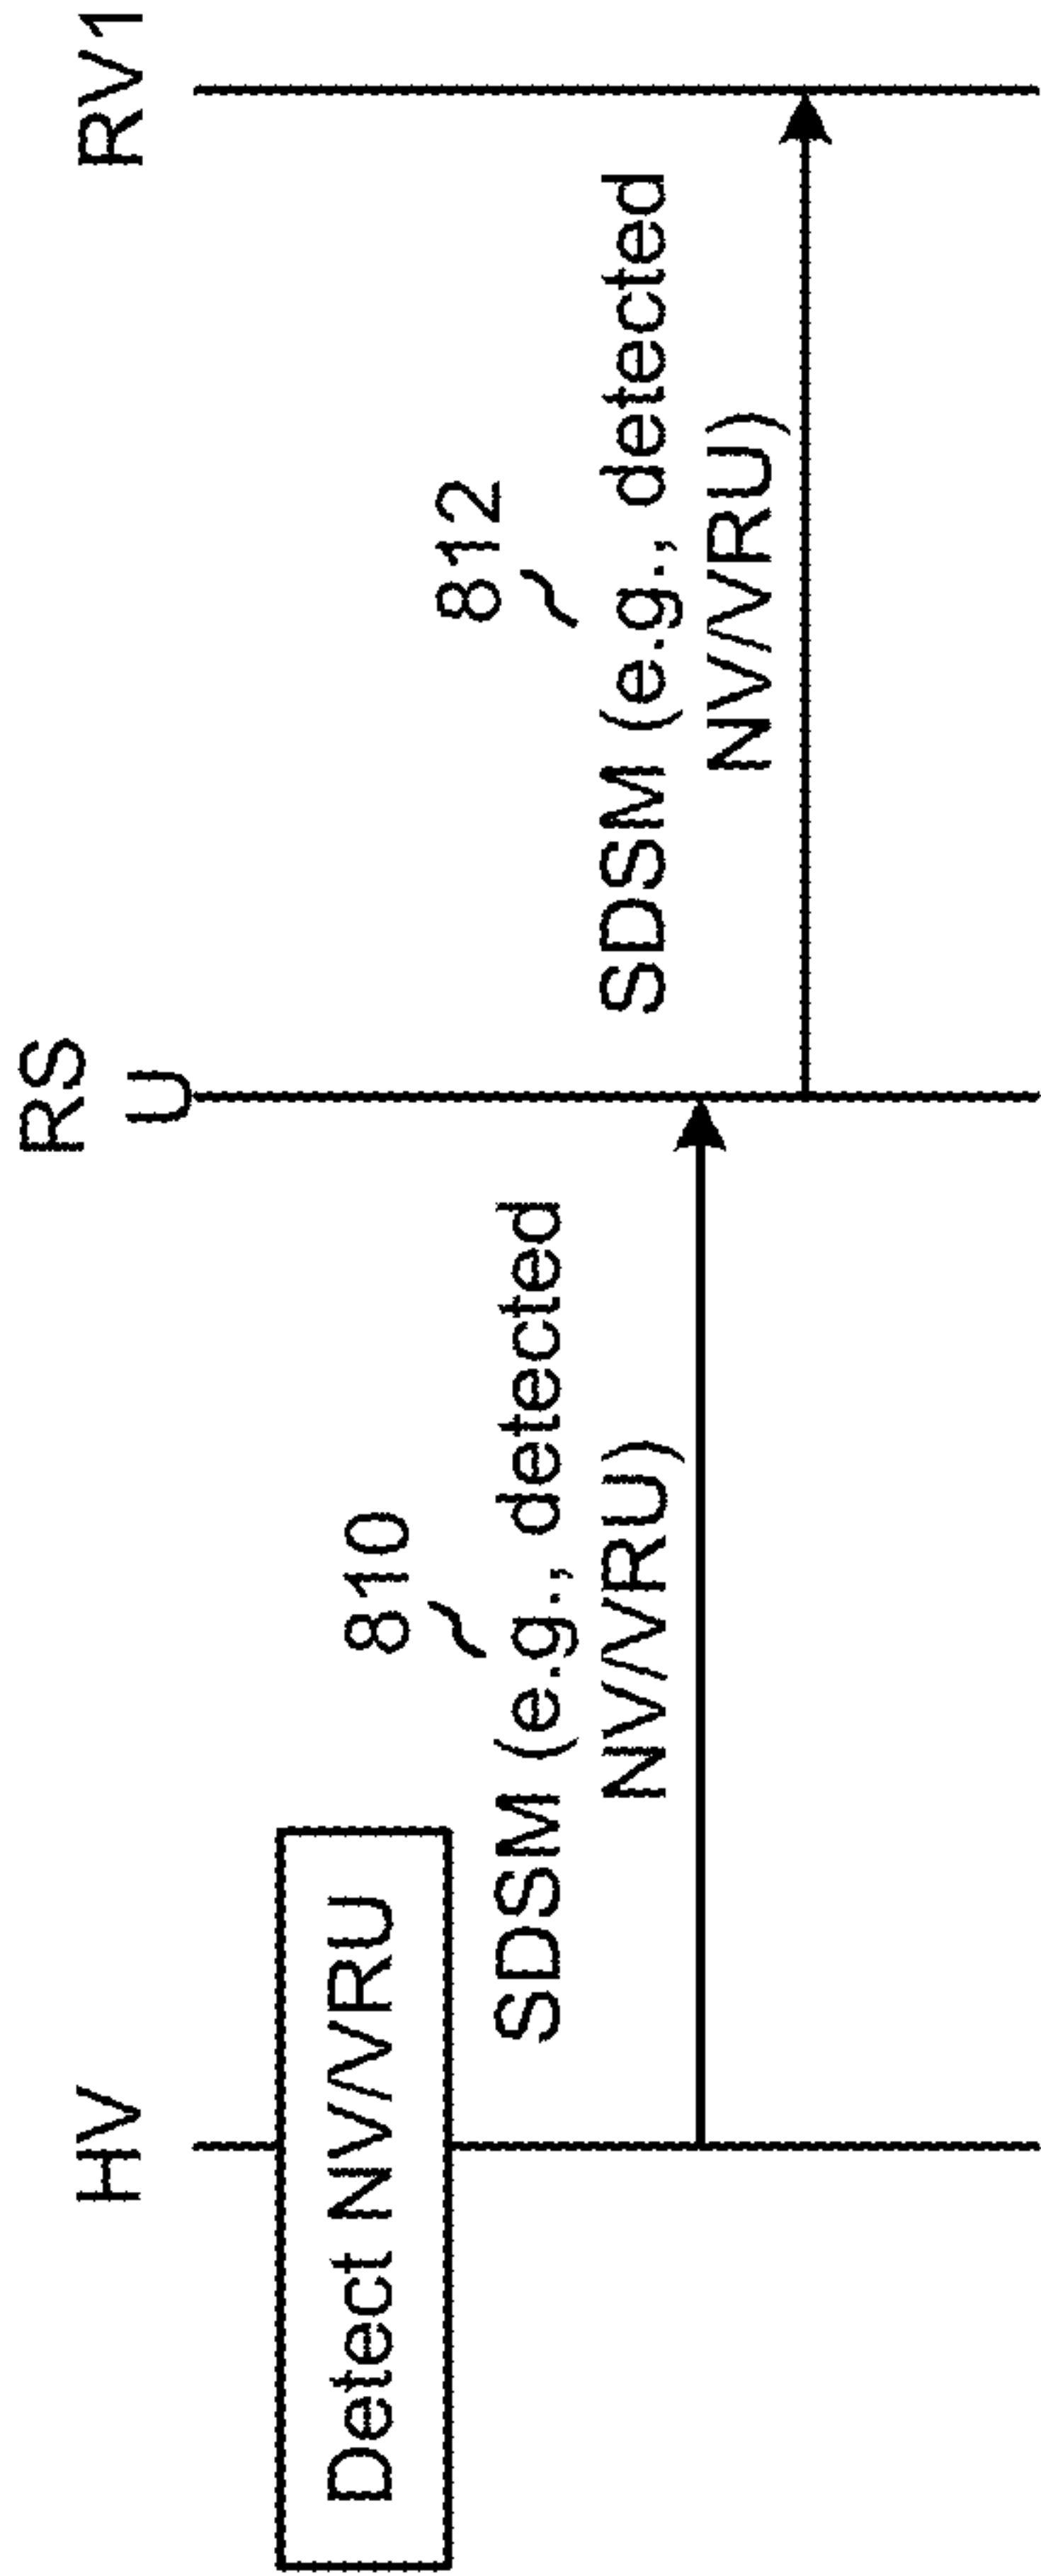 HV
RS
U
RV1
Detect NV/VRU
810
SDSM (e.g., detected
NV/VRU)
812
SDSM (e.g., detected
NV/VRU)